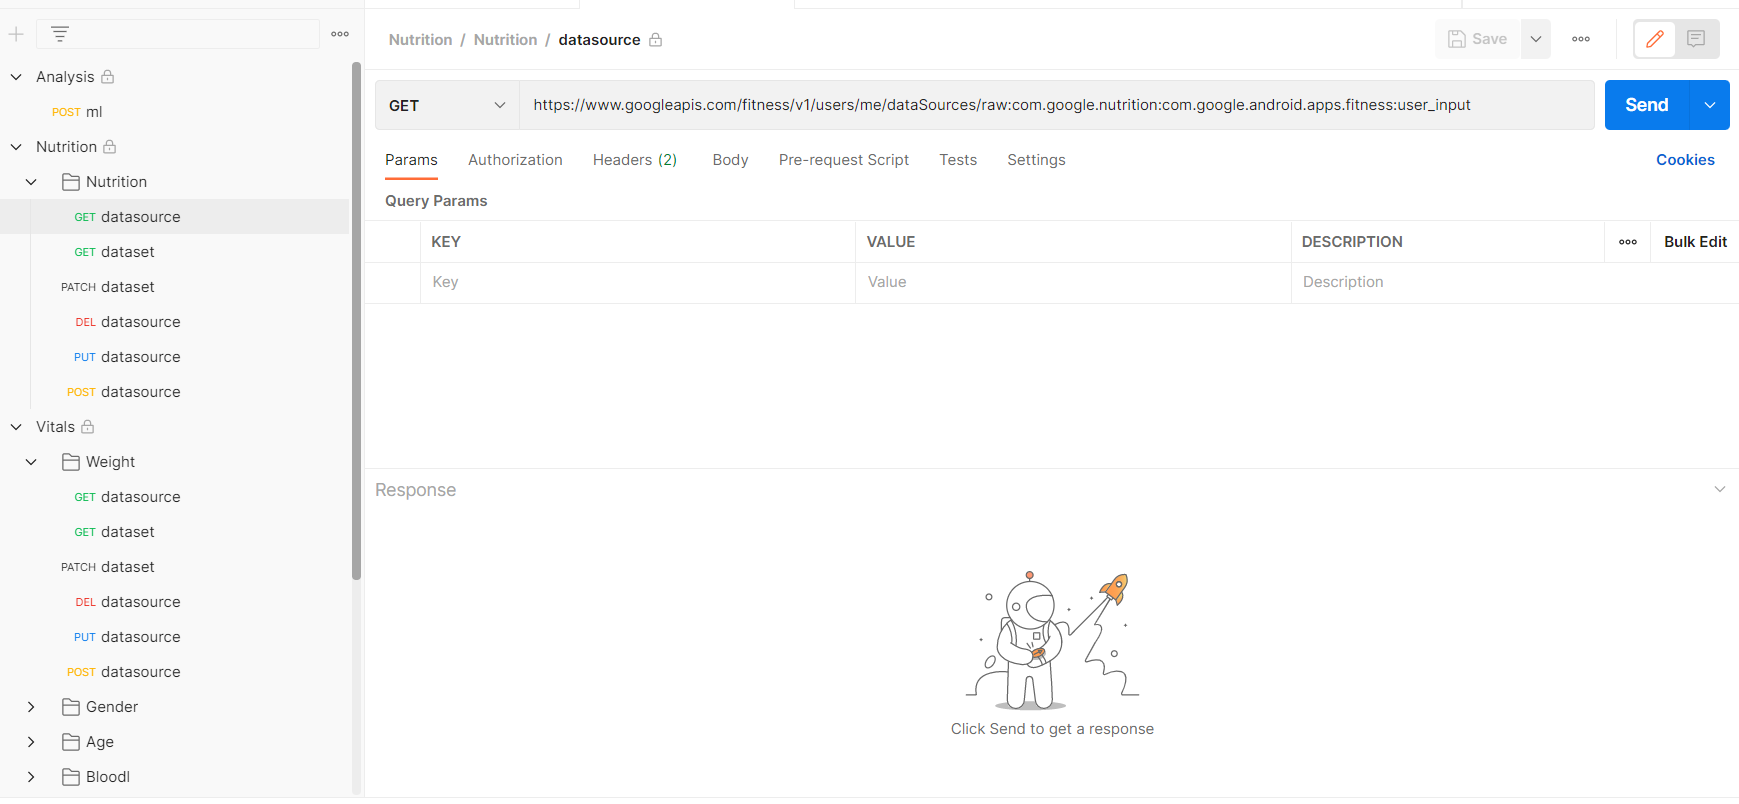 Analysis
POST ml
Nutrition
Nutrition
GET datasource
GET dataset
PATCH dataset
DEL datasource
PUT datasource
POST datasource
Vitals
Weight
GET datasource
GET dataset
PATCH dataset
DEL datasource
PUT datasource
POST datasource
Gender
Age
Bloodl
Nutrition / Nutrition / datasource
Save
GET https://www.googleapis.com/fitness/v1/users/me/dataSources/raw:com.google.nutrition:com.google.android.apps.fitness:user_input
Send
Params Authorization Headers (2) Body Pre-request Script Tests Settings Cookies
Query Params
KEY VALUE DESCRIPTION Bulk Edit
Key Value Description
Response
Click Send to get a response